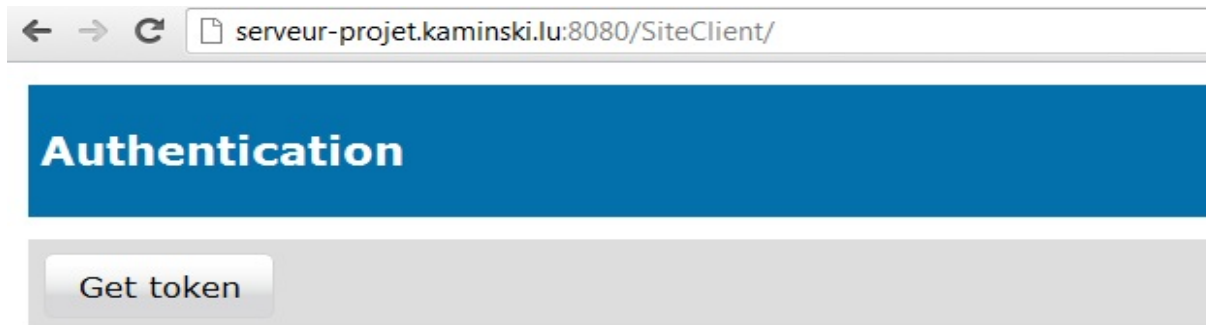 serveur-projet.kaminski.lu:8080/SiteClient/
Authentication
Get token